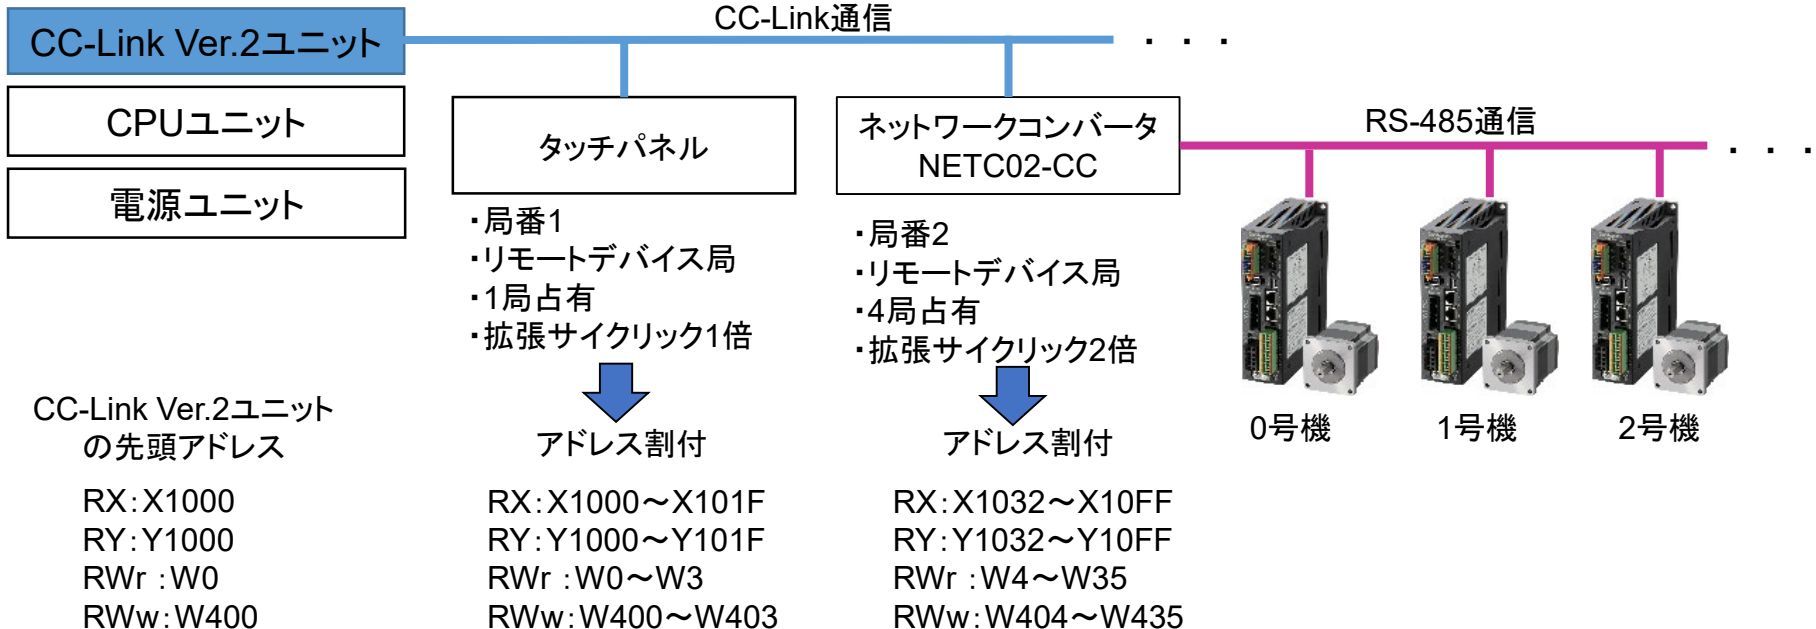 CC-Link Ver.2ユニット
CPUユニット
電源ユニット
CC-Link通信
・・・
タッチパネル
・局番1
・リモートデバイス局
・1局占有
・拡張サイクリック1倍
ネットワークコンバータ
NETC02-CC
・局番2
・リモートデバイス局
・4局占有
・拡張サイクリック2倍
RS-485通信
・・・
0号機
1号機
2号機
CC-Link Ver.2ユニット
の先頭アドレス
RX:X1000
RY:Y1000
RWr:W0
RWw:W400
アドレス割付
RX:X1000～X101F
RY:Y1000～Y101F
RWr:W0～W3
RWw:W400～W403
アドレス割付
RX:X1032～X10FF
RY:Y1032～Y10FF
RWr:W4～W35
RWw:W404～W435